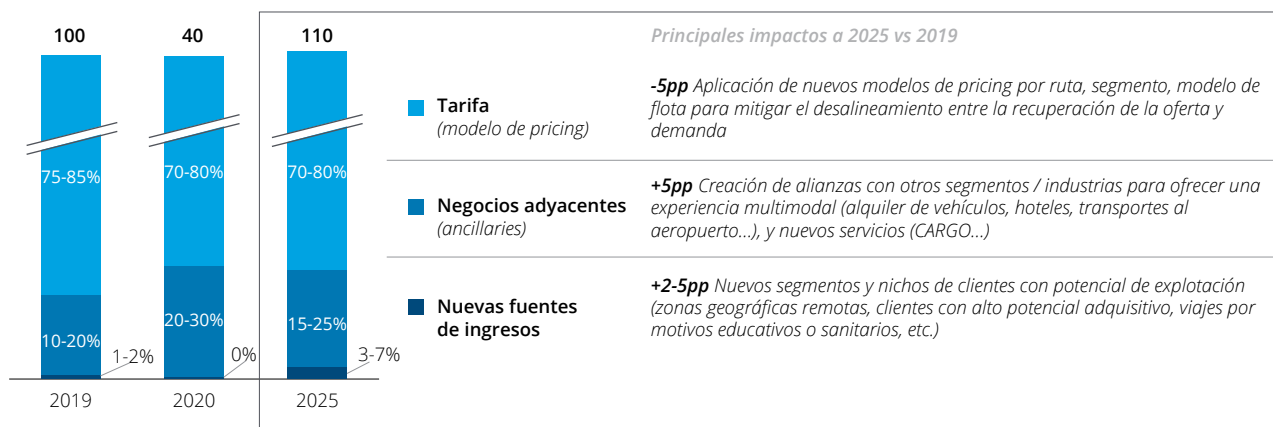 100
40
110
75-85%
70-80%
70-80%
10-20%
20-30%
15-25%
1-2%
0%
3-7%
2019
2020
2025
Principales impactos a 2025 vs 2019
Tarifa
(modelo de pricing)
-5pp Aplicación de nuevos modelos de pricing por ruta, segmento, modelo de
flota para mitigar el desalineamiento entre la recuperación de la oferta y
demanda
Negocios adyacentes
(ancillaries)
+5pp Creación de alianzas con otros segmentos / industrias para ofrecer una
experiencia multimodal (alquiler de vehículos, hoteles, transportes al
aeropuerto...), y nuevos servicios (CARGO...)
Nuevas fuentes
de ingresos
+2-5pp Nuevos segmentos y nichos de clientes con potencial de explotación
(zonas geográficas remotas, clientes con alto potencial adquisitivo, viajes por
motivos educativos o sanitarios, etc.)